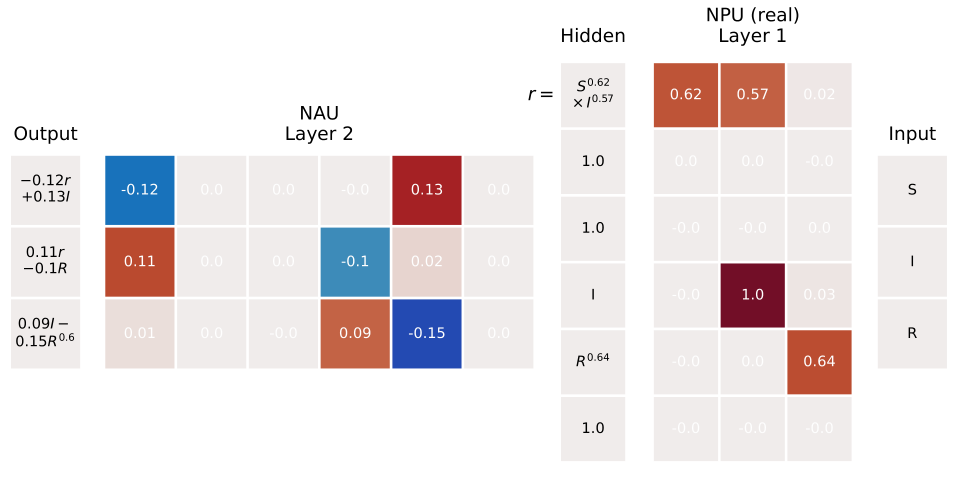 NPU (real)
Layer 1
Hidden
r = S^0.62
× I^0.57
0.62 0.57 0.02
NAU
Layer 2
Output
Input
1.0
0.0 0.0 -0.0
−0.12r
+0.13I
-0.12 0.0 0.0 -0.0 0.13 0.0
S
1.0
-0.0 -0.0 0.0
0.11r
−0.1R
0.11 0.0 0.0 -0.1 0.02 0.0
I
I
-0.0 1.0 0.03
0.09I −
0.15R^0.6
0.01 0.0 -0.0 0.09 -0.15 0.0
R
R^0.64
-0.0 0.0 0.64
1.0
-0.0 -0.0 -0.0